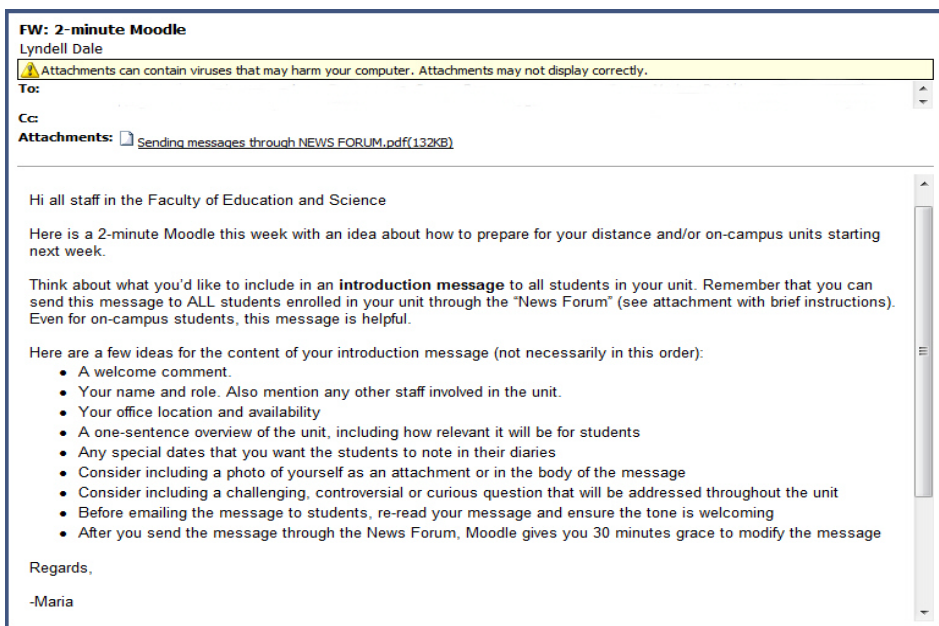 FW: 2-minute Moodle
Lyndell Dale
Attachments can contain viruses that may harm your computer. Attachments may not display correctly.
To:
Cc:
Attachments: Sending messages through NEWS FORUM.pdf(132KB)
Hi all staff in the Faculty of Education and Science
Here is a 2-minute Moodle this week with an idea about how to prepare for your distance and/or on-campus units starting
next week.
Think about what you'd like to include in an introduction message to all students in your unit. Remember that you can
send this message to ALL students enrolled in your unit through the “News Forum” (see attachment with brief instructions).
Even for on-campus students, this message is helpful.
Here are a few ideas for the content of your introduction message (not necessarily in this order):
• A welcome comment.
• Your name and role. Also mention any other staff involved in the unit.
• Your office location and availability
• A one-sentence overview of the unit, including how relevant it will be for students
• Any special dates that you want the students to note in their diaries
• Consider including a photo of yourself as an attachment or in the body of the message
• Consider including a challenging, controversial or curious question that will be addressed throughout the unit
• Before emailing the message to students, re-read your message and ensure the tone is welcoming
• After you send the message through the News Forum, Moodle gives you 30 minutes grace to modify the message
Regards,
-Maria